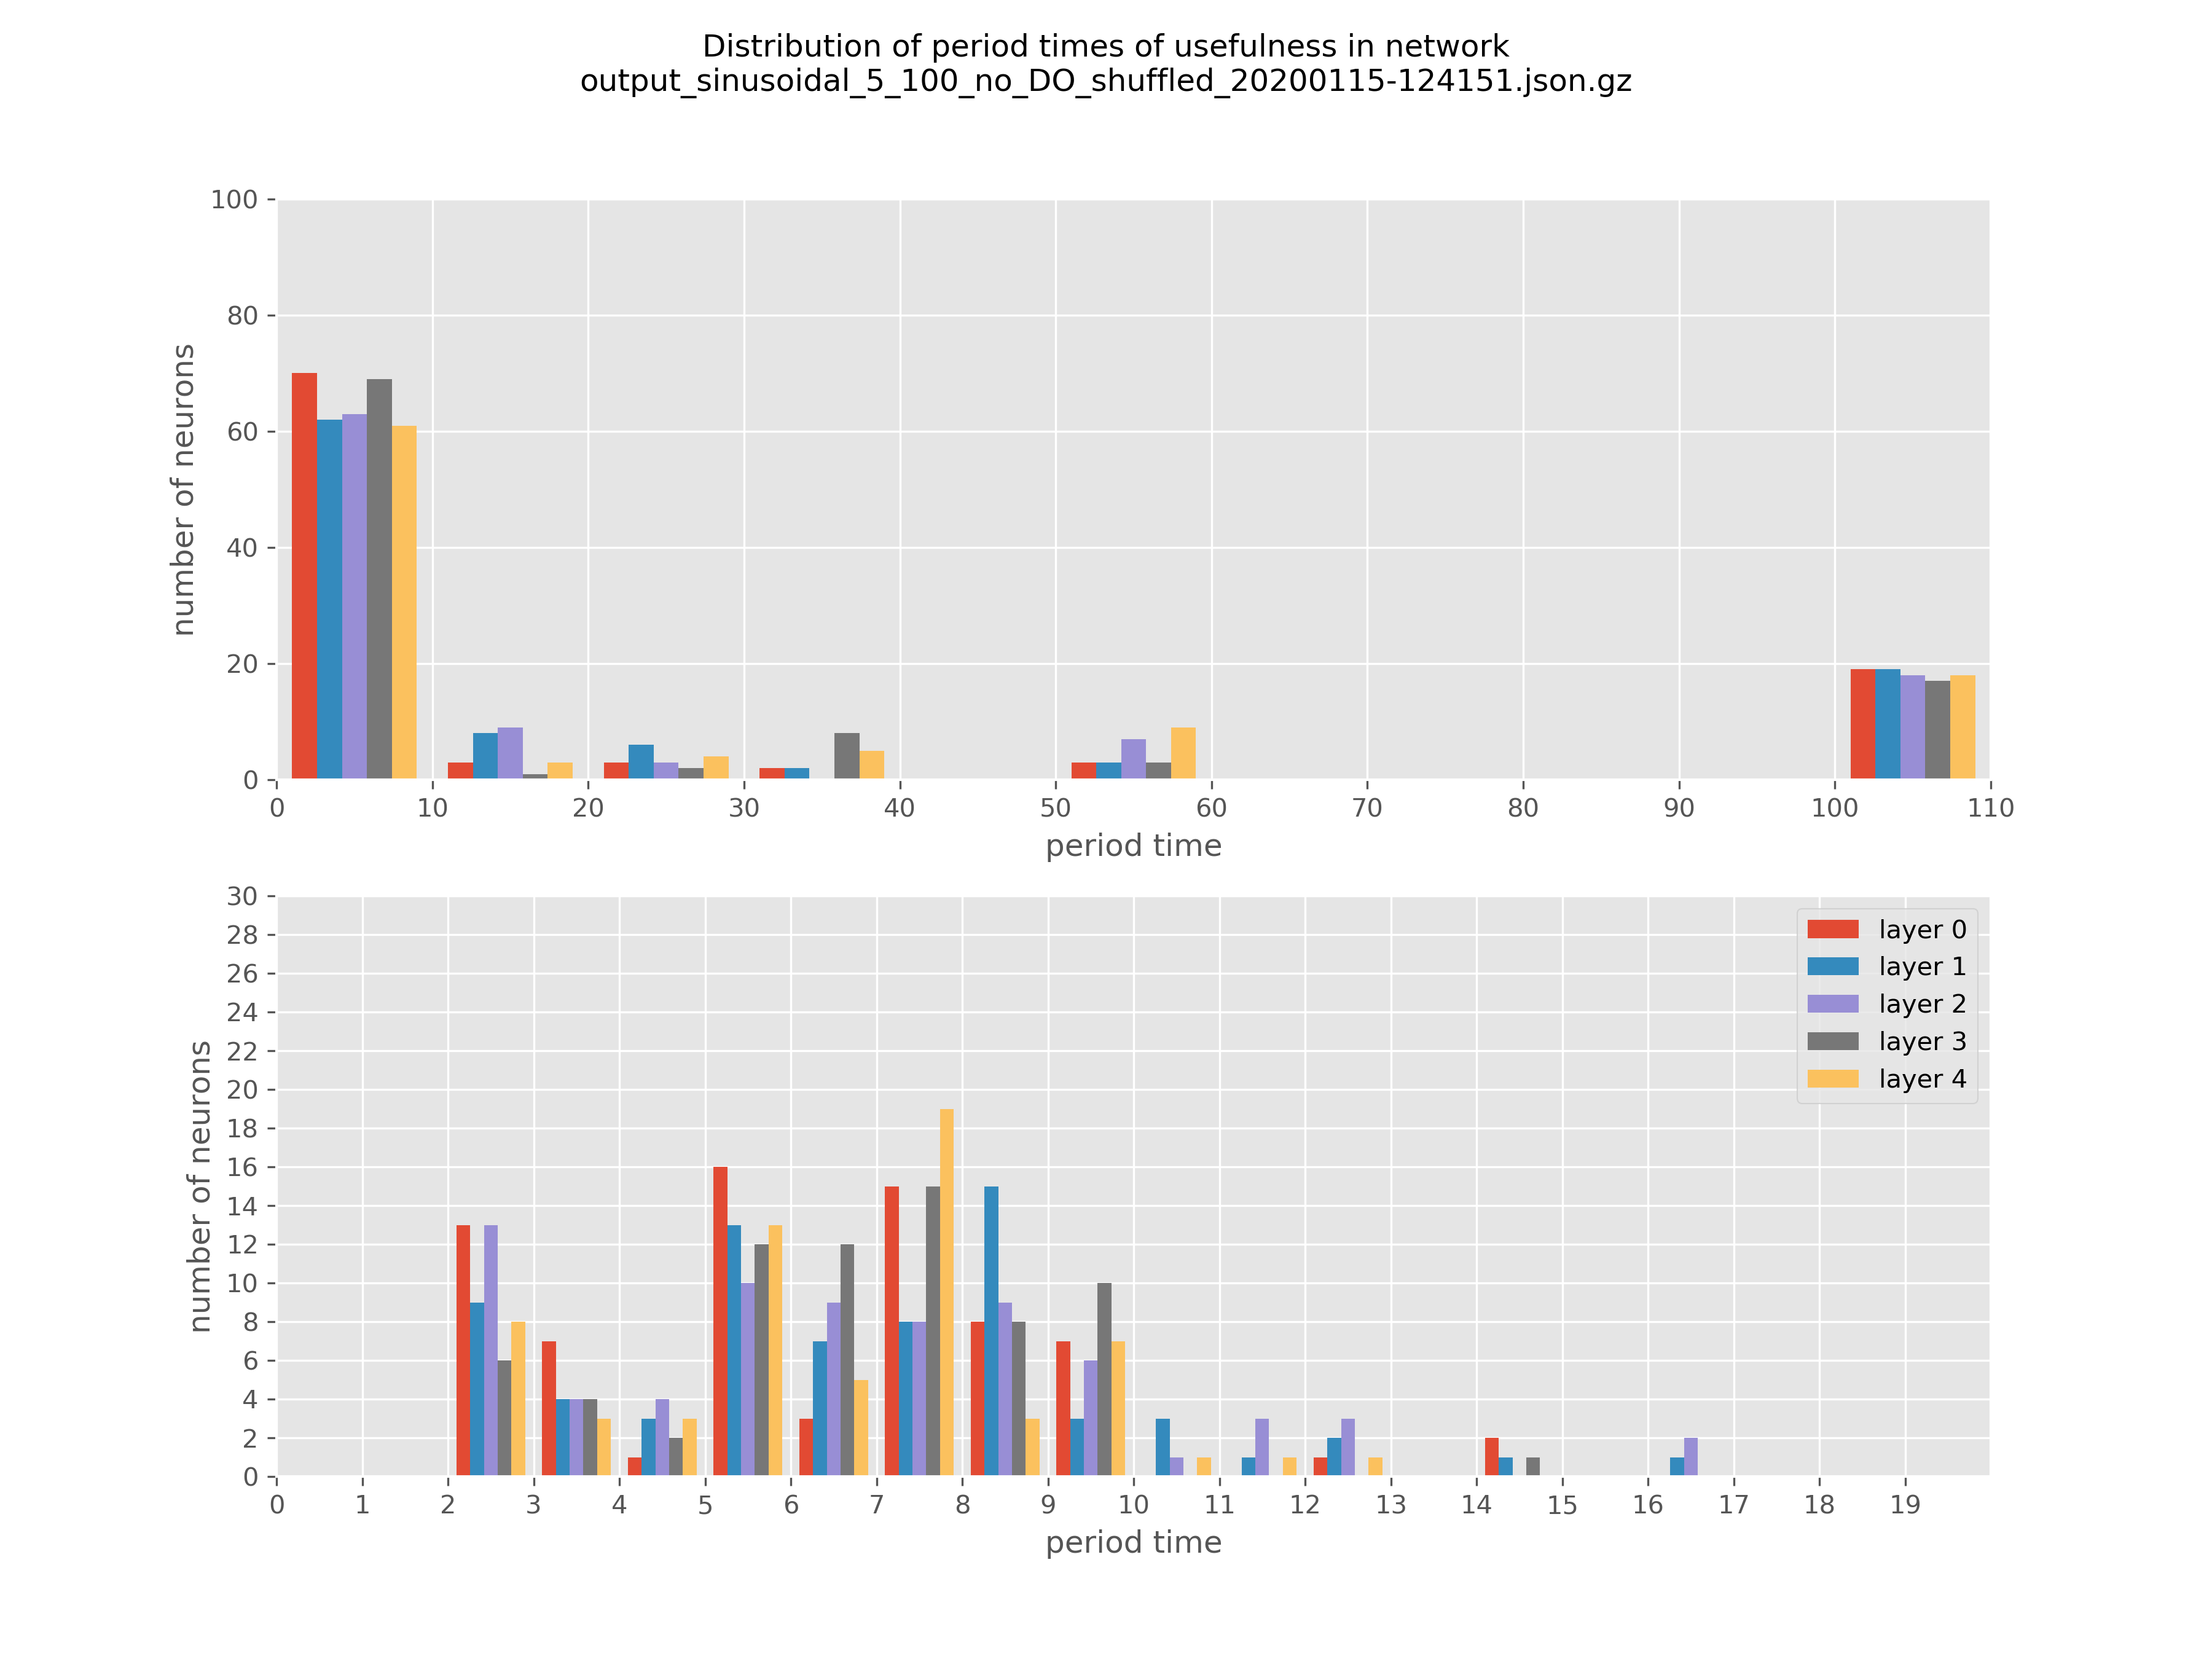 Distribution of period times of usefulness in network
output_sinusoidal_5_100_no_DO_shuffled_20200115-124151.json.gz
100
80
60
40
20
0
number of neurons
0 10 20 30 40 50 60 70 80 90 100 110
period time
30
28
26
24
22
20
18
16
14
12
10
8
6
4
2
0
number of neurons
layer 0
layer 1
layer 2
layer 3
layer 4
0 1 2 3 4 5 6 7 8 9 10 11 12 13 14 15 16 17 18 19
period time